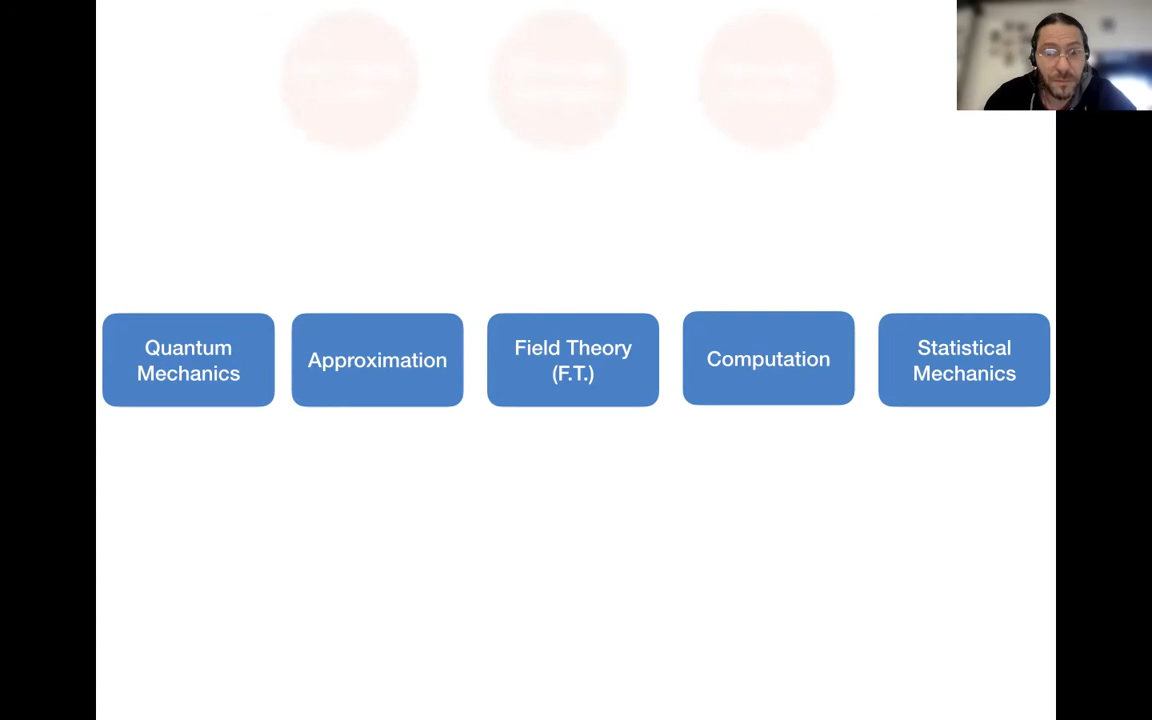 Quantum
Mechanics
Approximation
Field Theory
(F.T.)
Computation
Statistical
Mechanics